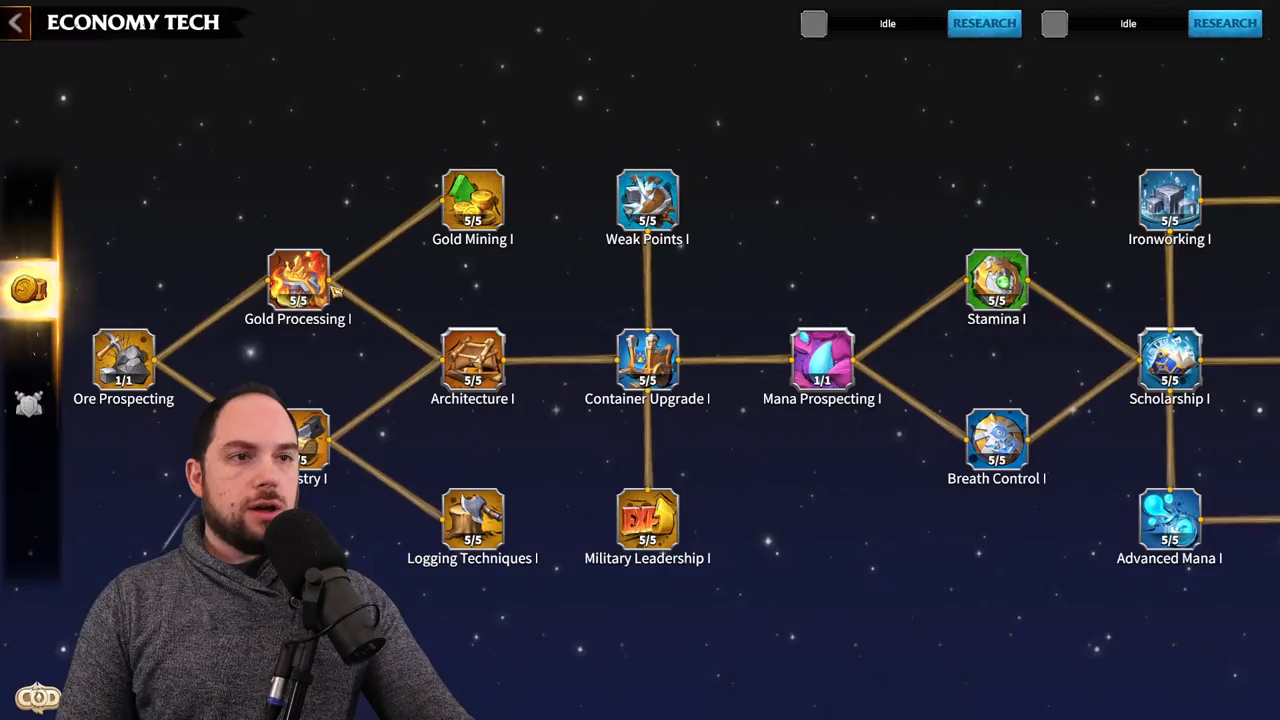 ECONOMY TECH
Idle
RESEARCH
Idle
RESEARCH
5/5
Gold Mining I
5/5
Weak Points I
5/5
Ironworking I
5/5
Gold Processing I
5/5
Stamina I
1/1
Ore Prospecting
5/5
Architecture I
5/5
Container Upgrade I
1/1
Mana Prospecting I
5/5
Scholarship I
/5
stry I
5/5
Breath Control I
5/5
Logging Techniques I
EXP
5/5
Military Leadership I
5/5
Advanced Mana I
COD